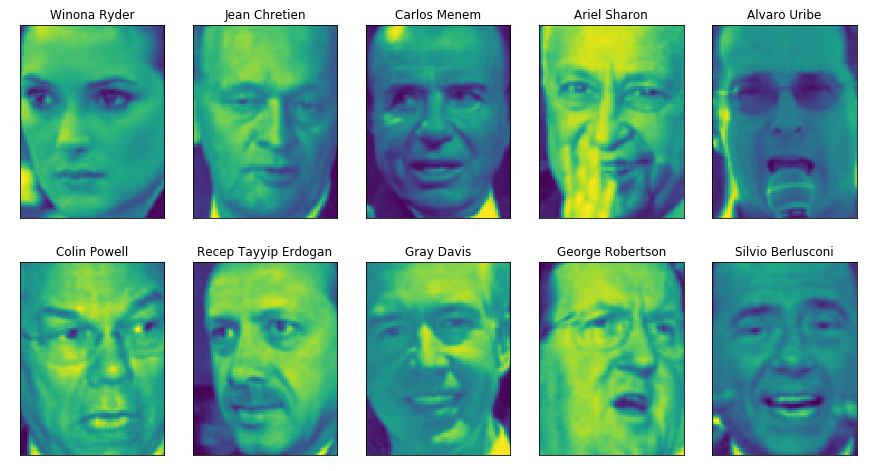 Winona Ryder
Jean Chretien
Carlos Menem
Ariel Sharon
Alvaro Uribe
Colin Powell
Recep Tayyip Erdogan
Gray Davis
George Robertson
Silvio Berlusconi